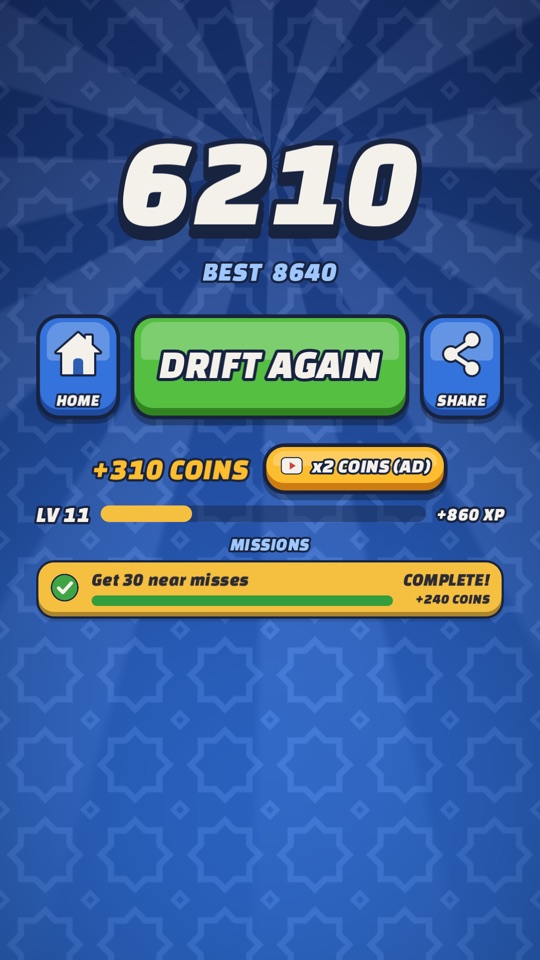 6210
BEST 8640
HOME
DRIFT AGAIN
SHARE
+310 COINS
x2 COINS (AD)
LV 11
+860 XP
MISSIONS
Get 30 near misses
COMPLETE!
+240 COINS